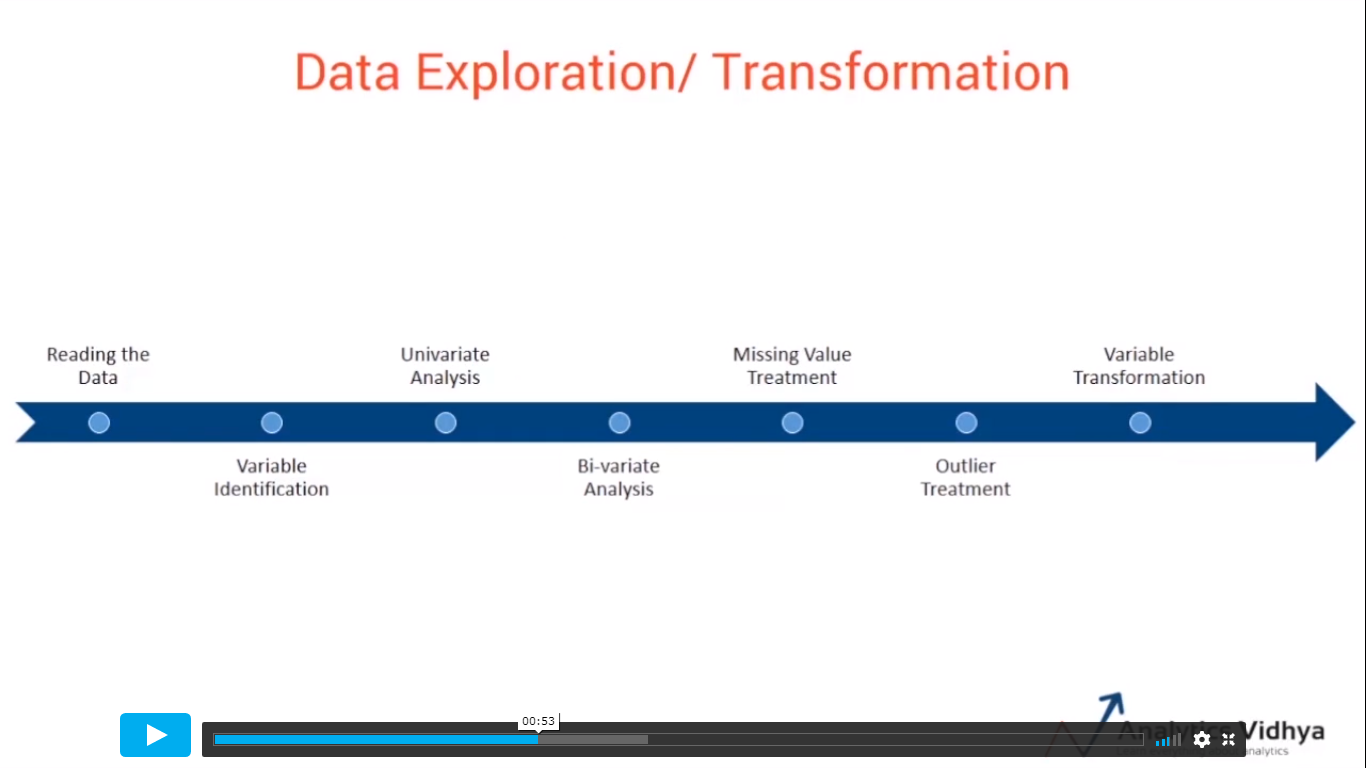 Data Exploration/ Transformation
Reading the
Data
Variable
Identification
Univariate
Analysis
Bi-variate
Analysis
Missing Value
Treatment
Outlier
Treatment
Variable
Transformation
00:53
Analytics Vidhya
analytics